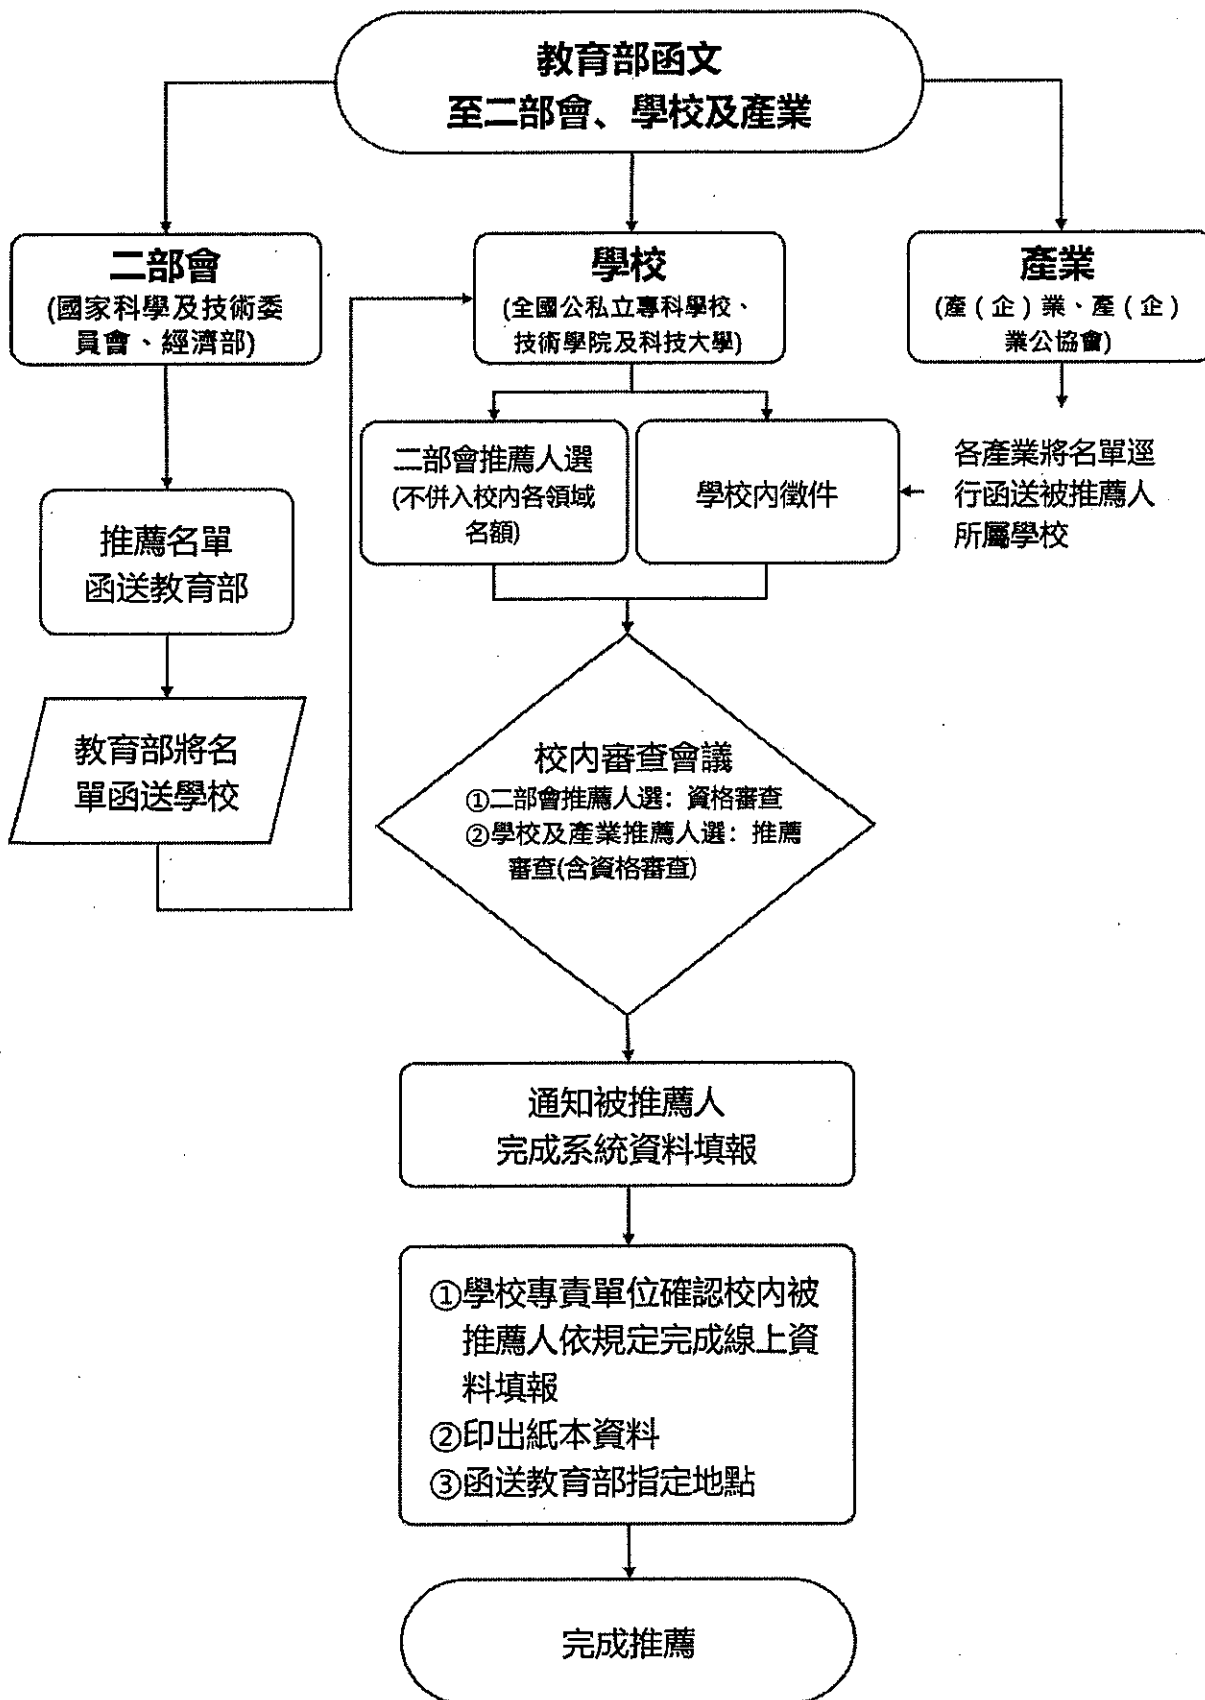 教育部函文
至二部會、學校及產業
二部會
(國家科學及技術委
員會、經濟部)
學校
(全國公私立專科學校、
技術學院及科技大學)
產業
(產（企）業、產（企）
業公協會)
二部會推薦人選
(不併入校內各領域
名額)
學校內徵件
各產業將名單逕
行函送被推薦人
所屬學校
推薦名單
函送教育部
教育部將名
單函送學校
校內審查會議
①二部會推薦人選：資格審查
②學校及產業推薦人選：推薦
審查(含資格審查)
通知被推薦人
完成系統資料填報
①學校專責單位確認校內被
推薦人依規定完成線上資
料填報
②印出紙本資料
③函送教育部指定地點
完成推薦